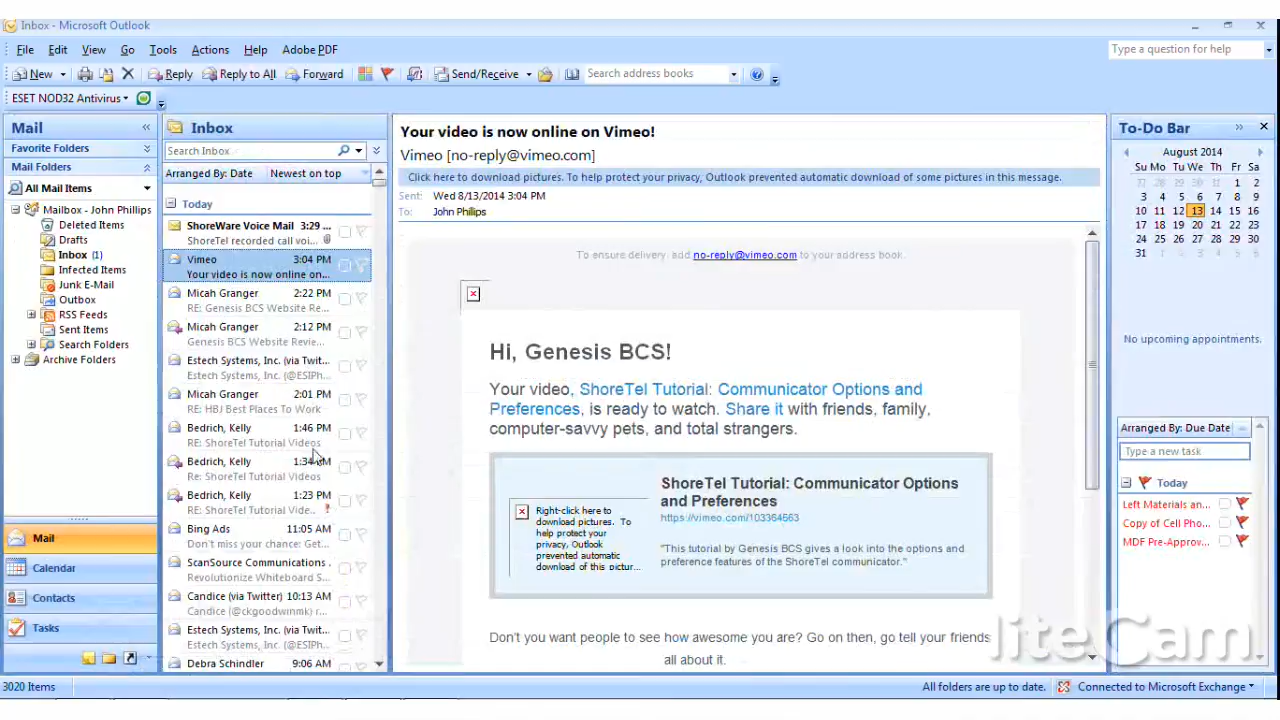 Inbox - Microsoft Outlook
File Edit View Go Tools Actions Help Adobe PDF
Type a question for help
New Reply Reply to All Forward Send/Receive Search address books
ESET NOD32 Antivirus
Mail
Favorite Folders
Mail Folders
All Mail Items
Mailbox - John Phillips
Deleted Items
Drafts
Inbox (1)
Infected Items
Junk E-Mail
Outbox
RSS Feeds
Sent Items
Search Folders
Archive Folders
Mail
Calendar
Contacts
Tasks
Inbox
Search Inbox
Arranged By: Date Newest on top
Today
ShoreWare Voice Mail 3:29 ...
ShoreTel recorded call voi...
Vimeo 3:04 PM
Your video is now online on...
Micah Granger 2:22 PM
RE: Genesis BCS Website Re...
Micah Granger 2:12 PM
Genesis BCS Website Revie...
Estech Systems, Inc. (via Twit...
Estech Systems, Inc. (@ESIPh...
Micah Granger 2:01 PM
RE: HBJ Best Places To Work
Bedrich, Kelly 1:46 PM
RE: ShoreTel Tutorial Videos
Bedrich, Kelly 1:34 PM
Re: ShoreTel Tutorial Videos
Bedrich, Kelly 1:23 PM
RE: ShoreTel Tutorial Vide...
Bing Ads 11:05 AM
Don't miss your chance: Get...
ScanSource Communications .
Revolutionize Whiteboard S...
Candice (via Twitter) 10:13 AM
Candice (@ckgoodwinmk) r...
Estech Systems, Inc. (via Twit...
Estech Systems, Inc. (@ESIPh...
Debra Schindler 9:06 AM
Your video is now online on Vimeo!
Vimeo [no-reply@vimeo.com]
Click here to download pictures. To help protect your privacy, Outlook prevented automatic download of some pictures in this message.
Sent: Wed 8/13/2014 3:04 PM
To: John Phillips
To ensure delivery, add no-reply@vimeo.com to your address book.
Hi, Genesis BCS!
Your video, ShoreTel Tutorial: Communicator Options and
Preferences, is ready to watch. Share it with friends, family,
computer-savvy pets, and total strangers.
Right-click here to
download pictures. To
help protect your
privacy, Outlook
prevented automatic
download of this pictur...
ShoreTel Tutorial: Communicator Options
and Preferences
https://vimeo.com/103364563
"This tutorial by Genesis BCS gives a look into the options and
preference features of the ShoreTel communicator."
Don't you want people to see how awesome you are? Go on then, go tell your friends
all about it.
To-Do Bar
August 2014
Su Mo Tu We Th Fr Sa
27 28 29 30 31 1 2
3 4 5 6 7 8 9
10 11 12 13 14 15 16
17 18 19 20 21 22 23
24 25 26 27 28 29 30
31 1 2 3 4 5 6
No upcoming appointments.
Arranged By: Due Date
Type a new task
Today
Left Materials an...
Copy of Cell Pho...
MDF Pre-Approv...
liteCam.
3020 Items
All folders are up to date. Connected to Microsoft Exchange